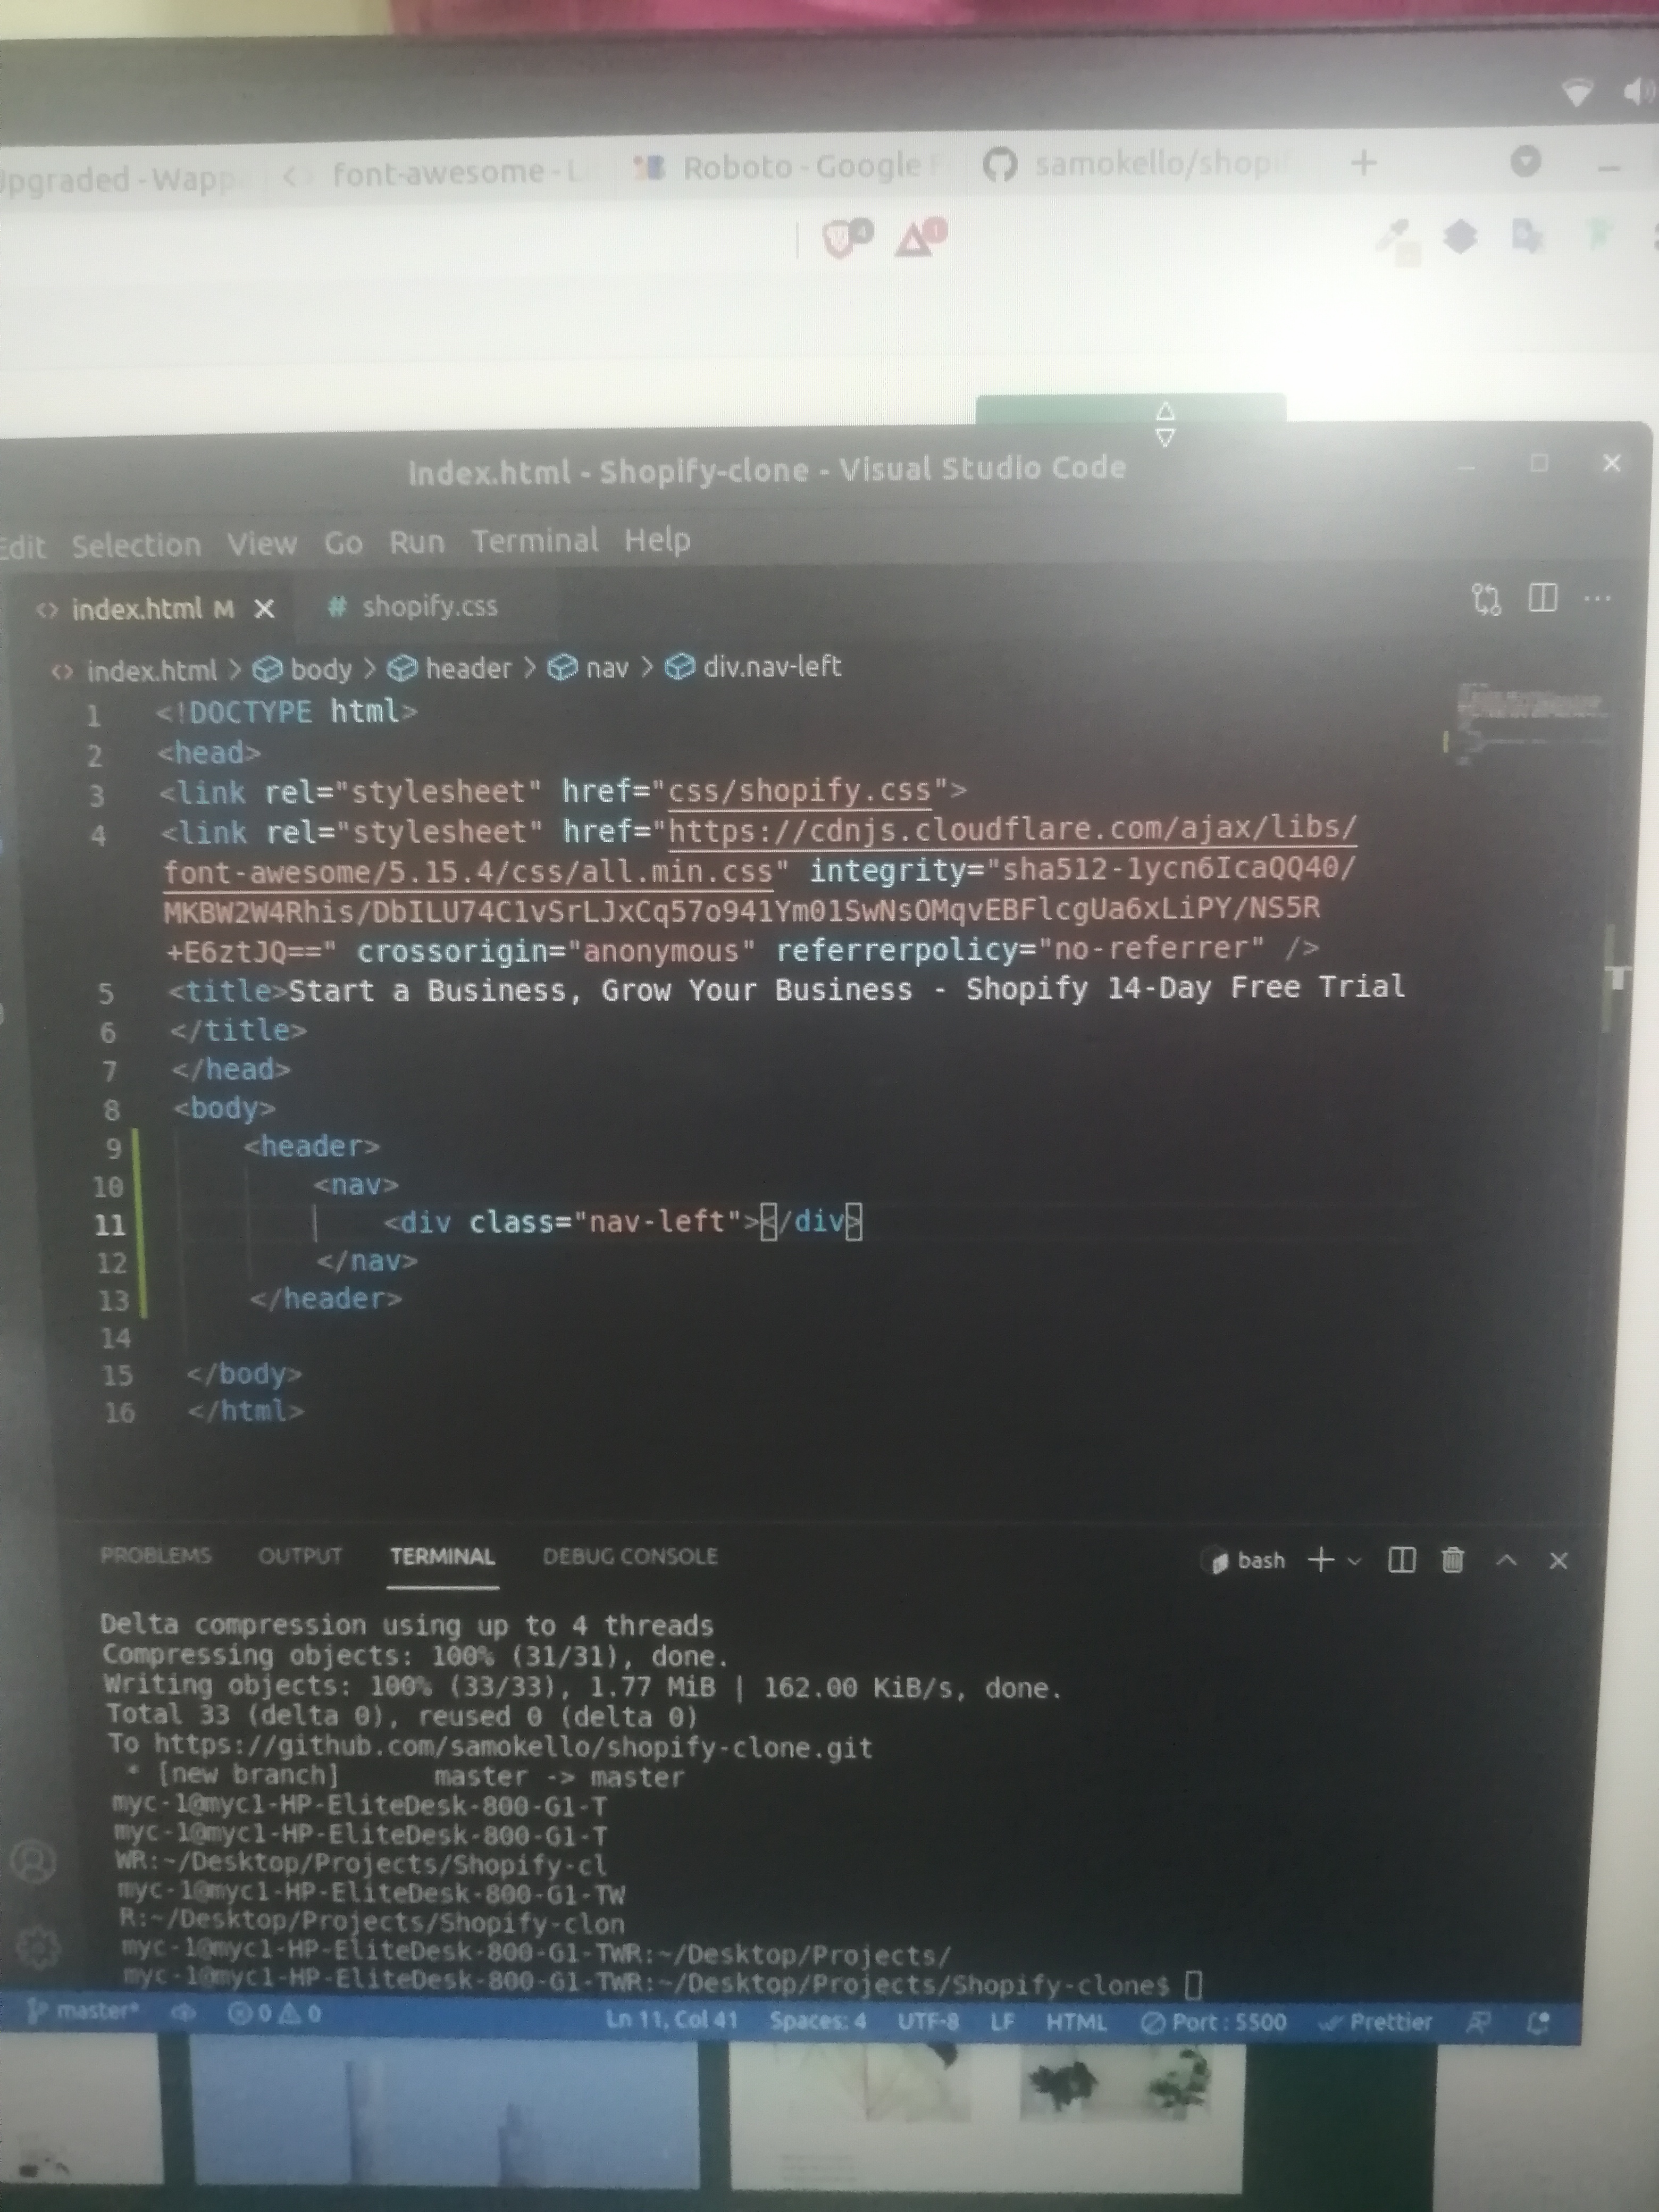 Upgraded - Wapp
font-awesome - L
Roboto - Google F
samokello/shopif
4
1
index.html - Shopify-clone - Visual Studio Code
Edit Selection View Go Run Terminal Help
index.html M
# shopify.css
index.html > body > header > nav > div.nav-left
1 <!DOCTYPE html>
2 <head>
3 <link rel="stylesheet" href="css/shopify.css">
4 <link rel="stylesheet" href="https://cdnjs.cloudflare.com/ajax/libs/
font-awesome/5.15.4/css/all.min.css" integrity="sha512-1ycn6IcaQQ40/
MKBW2W4Rhis/DbILU74C1vSrLJxCq57o941Ym01SwNsOMqvEBFlcgUa6xLiPY/NS5R
+E6ztJQ==" crossorigin="anonymous" referrerpolicy="no-referrer" />
5 <title>Start a Business, Grow Your Business - Shopify 14-Day Free Trial
6 </title>
7 </head>
8 <body>
9 <header>
10 <nav>
11 <div class="nav-left"></div>
12 </nav>
13 </header>
14
15 </body>
16 </html>
PROBLEMS OUTPUT TERMINAL DEBUG CONSOLE
bash
Delta compression using up to 4 threads
Compressing objects: 100% (31/31), done.
Writing objects: 100% (33/33), 1.77 MiB | 162.00 KiB/s, done.
Total 33 (delta 0), reused 0 (delta 0)
To https://github.com/samokello/shopify-clone.git
* [new branch] master -> master
myc-1@myc1-HP-EliteDesk-800-G1-T
myc-1@myc1-HP-EliteDesk-800-G1-T
WR:~/Desktop/Projects/Shopify-cl
myc-1@myc1-HP-EliteDesk-800-G1-TW
R:~/Desktop/Projects/Shopify-clon
myc-1@myc1-HP-EliteDesk-800-G1-TWR:~/Desktop/Projects/
myc-1@myc1-HP-EliteDesk-800-G1-TWR:~/Desktop/Projects/Shopify-clone$
master* 0 0 Ln 11, Col 41 Spaces: 4 UTF-8 LF HTML Port : 5500 Prettier